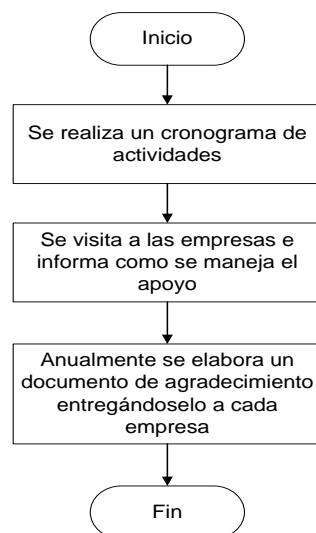 Inicio
Se realiza un cronograma de
actividades
Se visita a las empresas e
informa como se maneja el
apoyo
Anualmente se elabora un
documento de agradecimiento
entregándoselo a cada
empresa
Fin